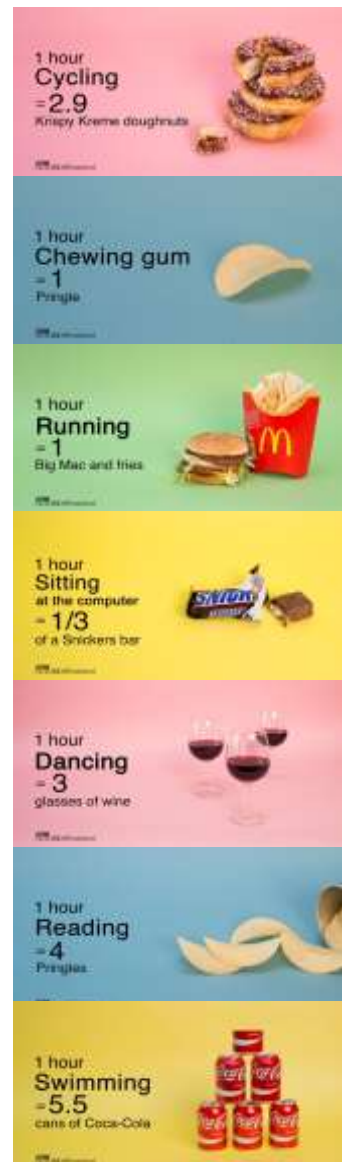 1 hour
Cycling
= 2.9
Krispy Kreme doughnuts
1 hour
Chewing gum
= 1
Pringle
1 hour
Running
= 1
Big Mac and fries
1 hour
Sitting
at the computer
= 1/3
of a Snickers bar
1 hour
Dancing
= 3
glasses of wine
1 hour
Reading
= 4
Pringles
1 hour
Swimming
= 5.5
cans of Coca-Cola